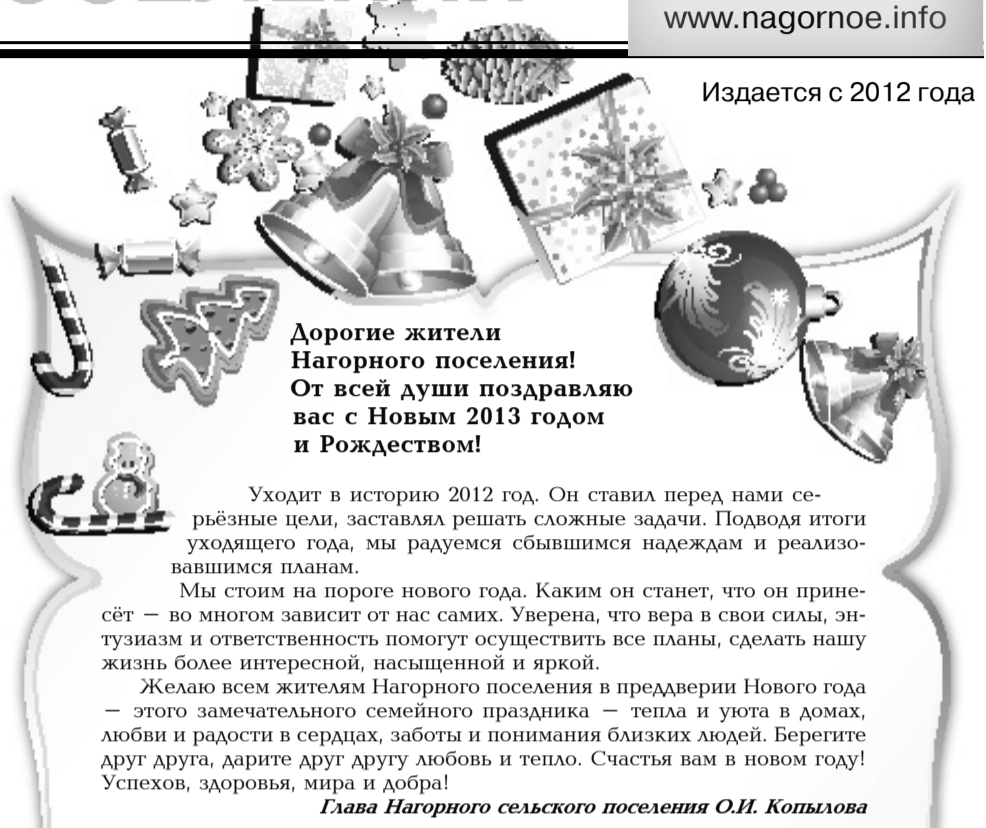 www.nagornoe.info
Издается с 2012 года
Дорогие жители
Нагорного поселения!
От всей души поздравляю
вас с Новым 2013 годом
и Рождеством!
Уходит в историю 2012 год. Он ставил перед нами се-
рьёзные цели, заставлял решать сложные задачи. Подводя итоги
уходящего года, мы радуемся сбывшимся надеждам и реализо-
вавшимся планам.
Мы стоим на пороге нового года. Каким он станет, что он прине-
сёт — во многом зависит от нас самих. Уверена, что вера в свои силы, эн-
тузиазм и ответственность помогут осуществить все планы, сделать нашу
жизнь более интересной, насыщенной и яркой.
Желаю всем жителям Нагорного поселения в преддверии Нового года
— этого замечательного семейного праздника — тепла и уюта в домах,
любви и радости в сердцах, заботы и понимания близких людей. Берегите
друг друга, дарите друг другу любовь и тепло. Счастья вам в новом году!
Успехов, здоровья, мира и добра!
Глава Нагорного сельского поселения О.И. Копылова